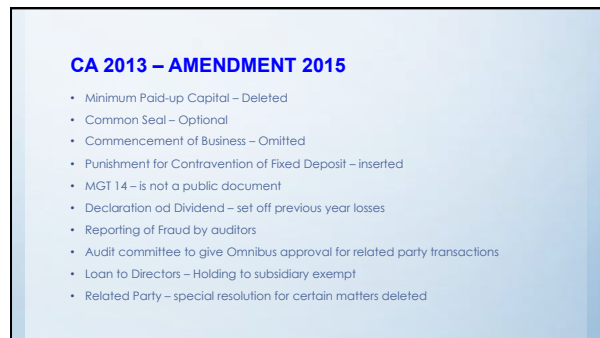 CA 2013 – AMENDMENT 2015
• Minimum Paid-up Capital – Deleted
• Common Seal – Optional
• Commencement of Business – Omitted
• Punishment for Contravention of Fixed Deposit – inserted
• MGT 14 – is not a public document
• Declaration od Dividend – set off previous year losses
• Reporting of Fraud by auditors
• Audit committee to give Omnibus approval for related party transactions
• Loan to Directors – Holding to subsidiary exempt
• Related Party – special resolution for certain matters deleted